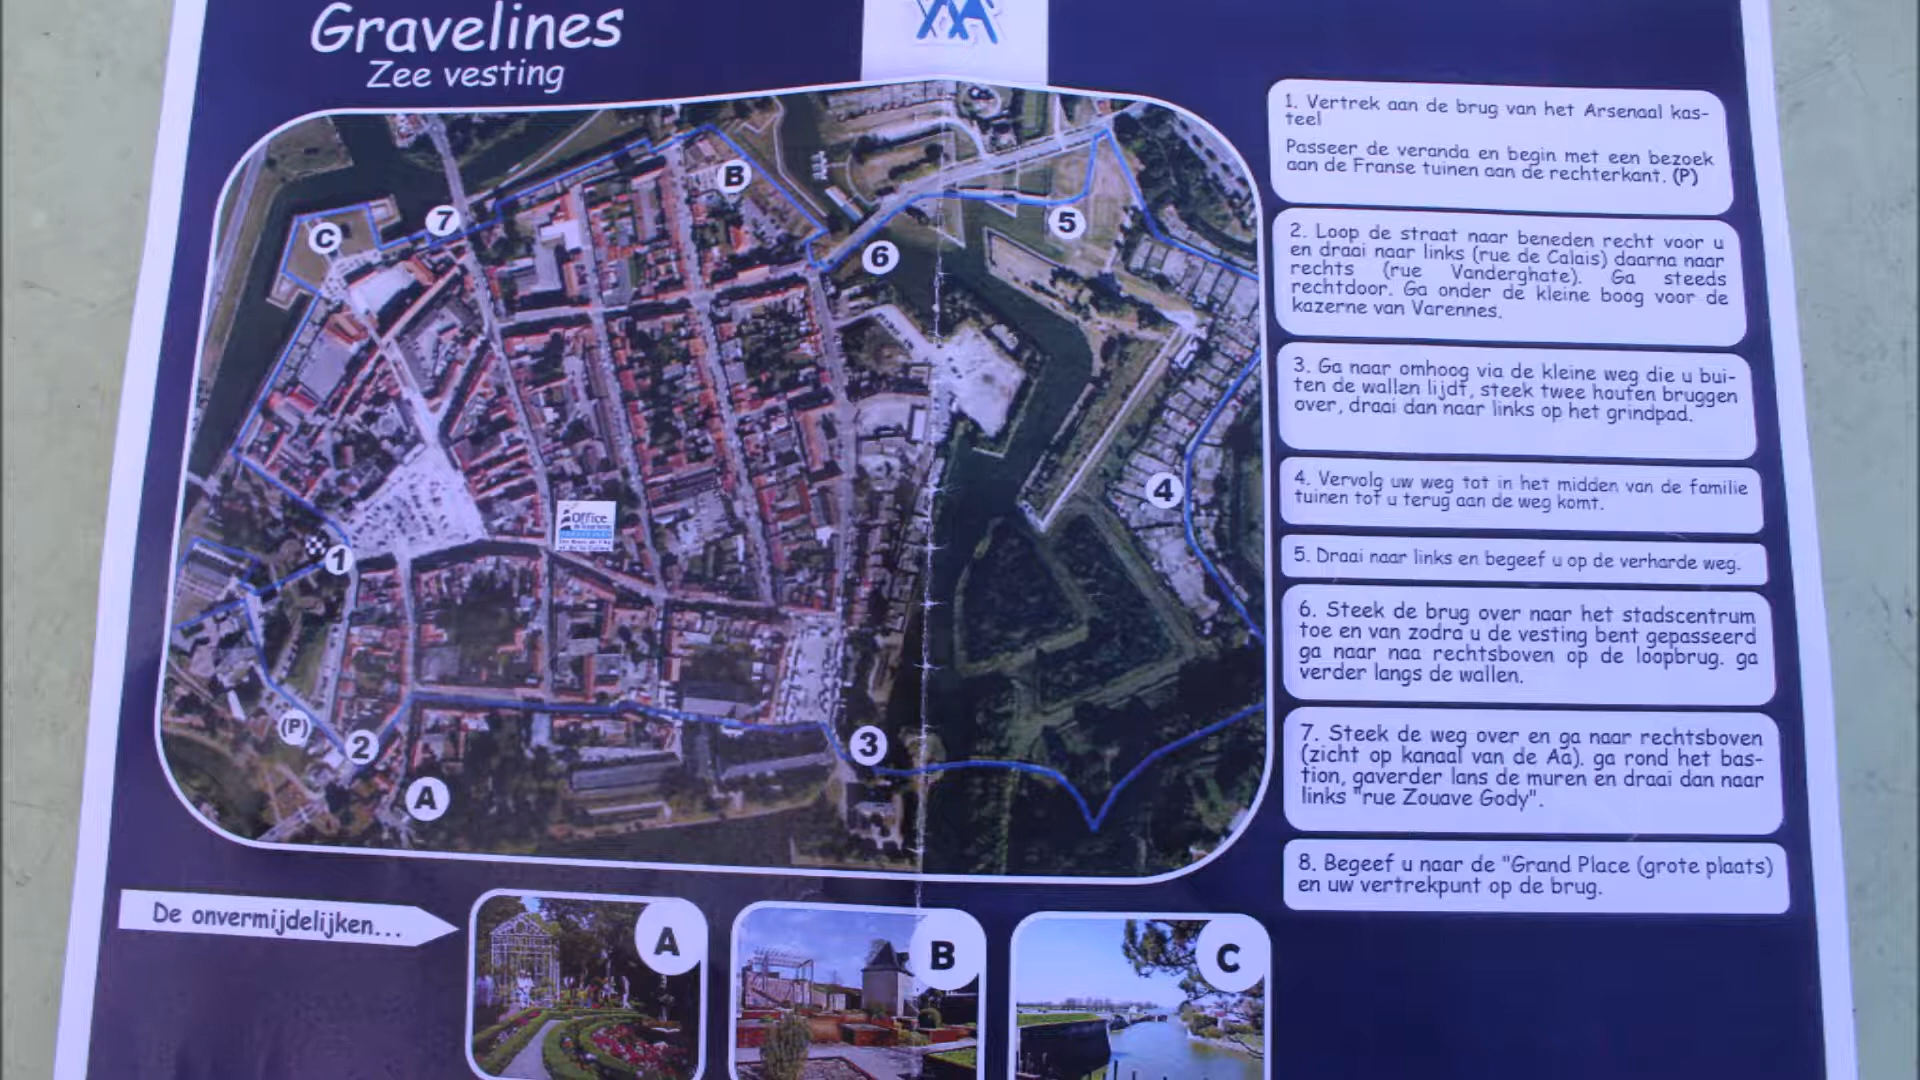 Gravelines
Zee vesting
1. Vertrek aan de brug van het Arsenaal kas-
teel
Passeer de veranda en begin met een bezoek
aan de Franse tuinen aan de rechterkant. (P)
2. Loop de straat naar beneden recht voor u
en draai naar links (rue de Calais) daarna naar
rechts (rue Vanderghate). Ga steeds
rechtdoor. Ga onder de kleine boog voor de
kazerne van Varennes.
3. Ga naar omhoog via de kleine weg die u bui-
ten de wallen lijdt, steek twee houten bruggen
over, draai dan naar links op het grindpad.
4. Vervolg uw weg tot in het midden van de familie
tuinen tot u terug aan de weg komt.
5. Draai naar links en begeef u op de verharde weg.
6. Steek de brug over naar het stadscentrum
toe en van zodra u de vesting bent gepasseerd
ga naar naa rechtsboven op de loopbrug. ga
verder langs de wallen.
7. Steek de weg over en ga naar rechtsboven
(zicht op kanaal van de Aa). ga rond het bas-
tion, gaverder lans de muren en draai dan naar
links "rue Zouave Gody".
8. Begeef u naar de "Grand Place (grote plaats)
en uw vertrekpunt op de brug.
B
7
C
5
6
4
Office
1
(P)
2
3
A
De onvermijdelijken...
A
B
C